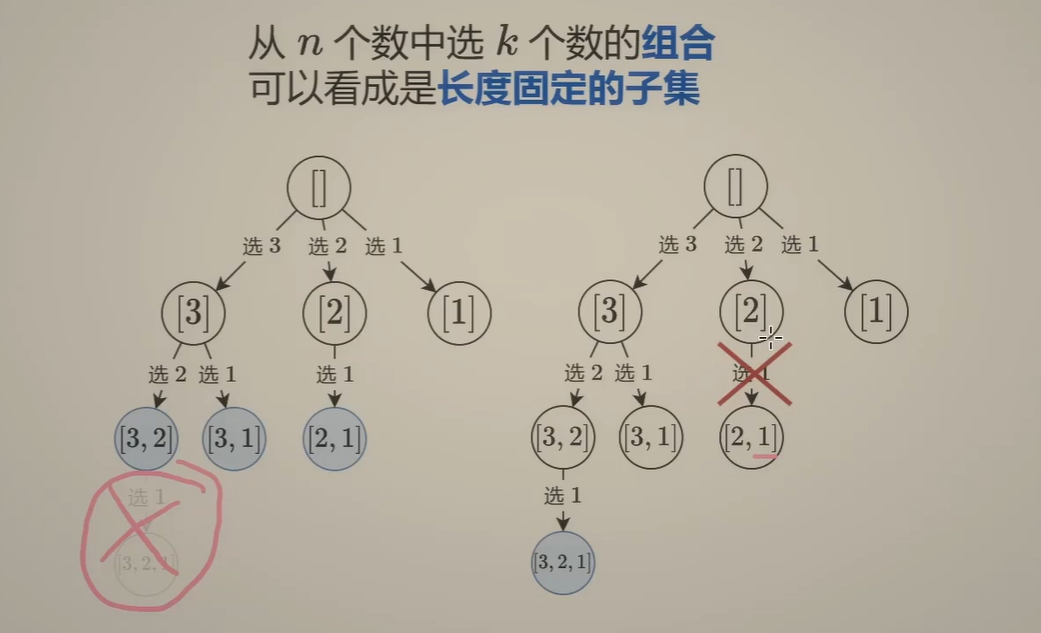 从 n 个数中选 k 个数的组合
可以看成是长度固定的子集
[] []
选 3 选 2 选 1 选 3 选 2 选 1
[3] [2] [1] [3] [2] [1]
选 2 选 1 选 1 选 2 选 1 选 1
[3, 2] [3, 1] [2, 1] [3, 2] [3, 1] [2, 1]
选 1 选 1
[3, 2, 1] [3, 2, 1]